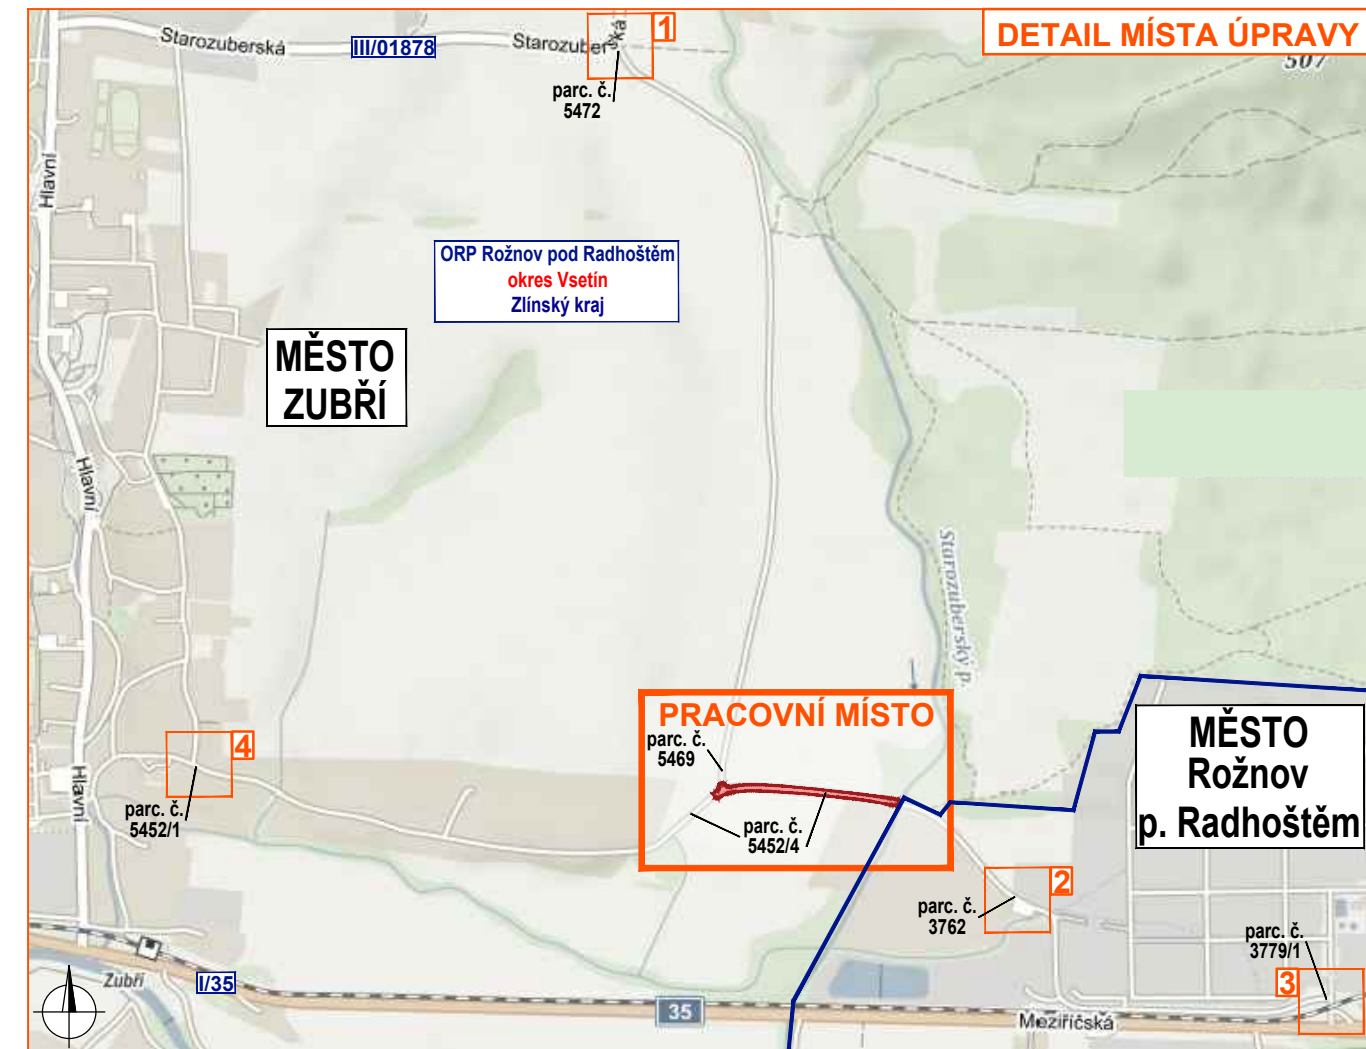 DETAIL MÍSTA ÚPRAVY
Starozuberská
III/01878
Starozuber
ská
1
507
parc. č.
5472
Hlavní
ORP Rožnov pod Radhoštěm
okres Vsetín
Zlínský kraj
MĚSTO
ZUBŘÍ
Hlavní
Starozuberský p.
PRACOVNÍ MÍSTO
parc. č.
5469
parc. č.
5452/4
MĚSTO
Rožnov
p. Radhoštěm
4
parc. č.
5452/1
Hlavní
2
parc. č.
3762
parc. č.
3779/1
3
Zubří
I/35
35
Meziříčská